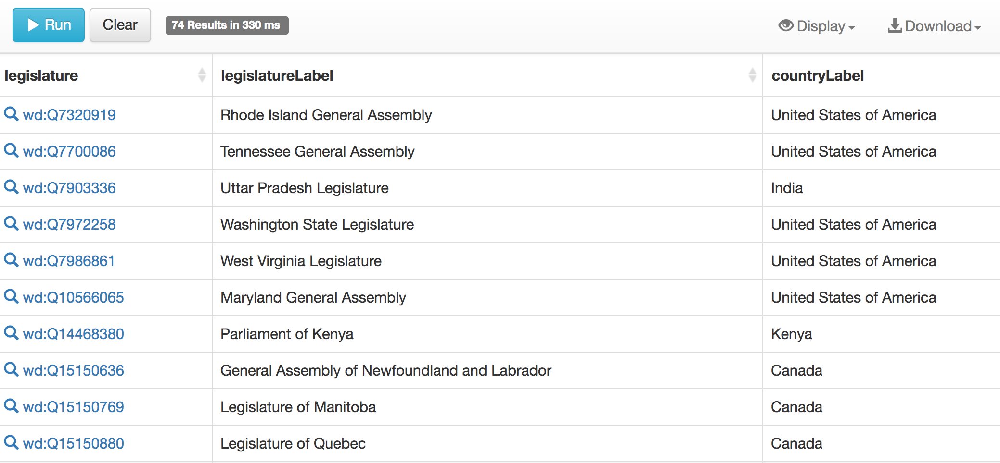 Run Clear 74 Results in 330 ms Display Download
legislature legislatureLabel countryLabel
wd:Q7320919 Rhode Island General Assembly United States of America
wd:Q7700086 Tennessee General Assembly United States of America
wd:Q7903336 Uttar Pradesh Legislature India
wd:Q7972258 Washington State Legislature United States of America
wd:Q7986861 West Virginia Legislature United States of America
wd:Q10566065 Maryland General Assembly United States of America
wd:Q14468380 Parliament of Kenya Kenya
wd:Q15150636 General Assembly of Newfoundland and Labrador Canada
wd:Q15150769 Legislature of Manitoba Canada
wd:Q15150880 Legislature of Quebec Canada